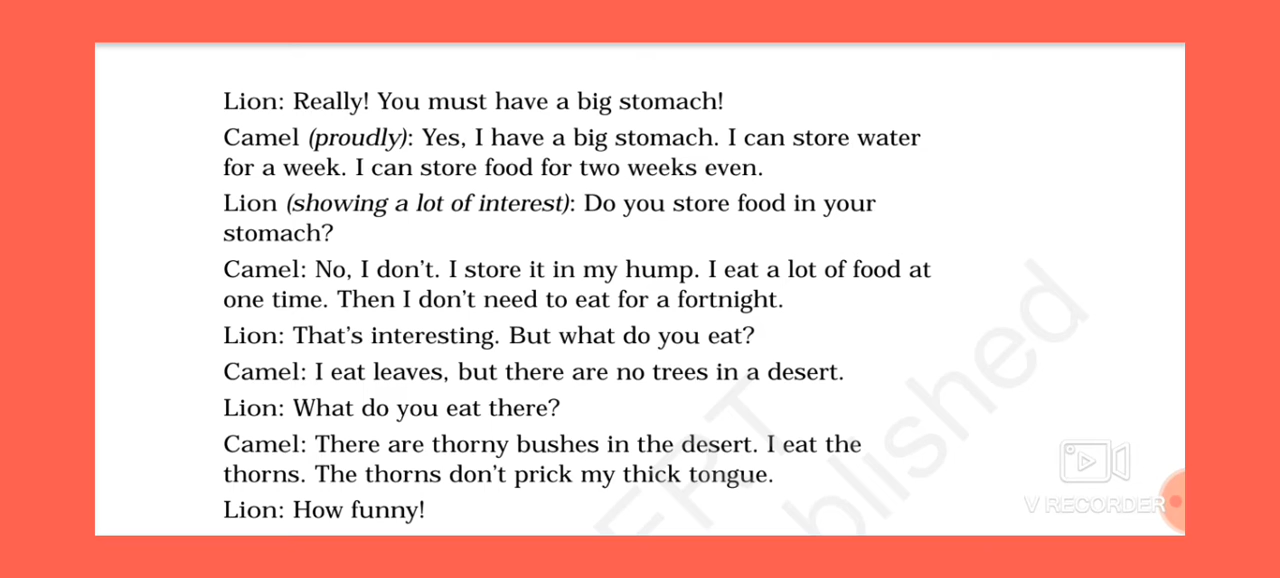 Lion: Really! You must have a big stomach!
Camel (proudly): Yes, I have a big stomach. I can store water
for a week. I can store food for two weeks even.
Lion (showing a lot of interest): Do you store food in your
stomach?
Camel: No, I don't. I store it in my hump. I eat a lot of food at
one time. Then I don't need to eat for a fortnight.
Lion: That's interesting. But what do you eat?
Camel: I eat leaves, but there are no trees in a desert.
Lion: What do you eat there?
Camel: There are thorny bushes in the desert. I eat the
thorns. The thorns don't prick my thick tongue.
Lion: How funny!
V RECORDER